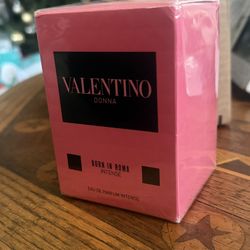 VALENTINO
DONNA
BORN IN ROMA
INTENSE
EAU DE PARFUM INTENSE